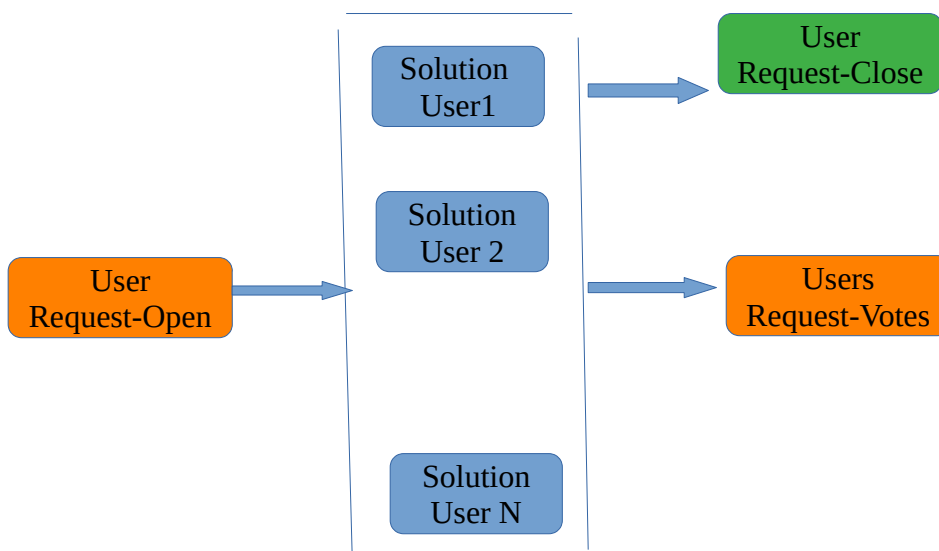 User
Request-Open
Solution
User1
Solution
User 2
Solution
User N
User
Request-Close
Users
Request-Votes